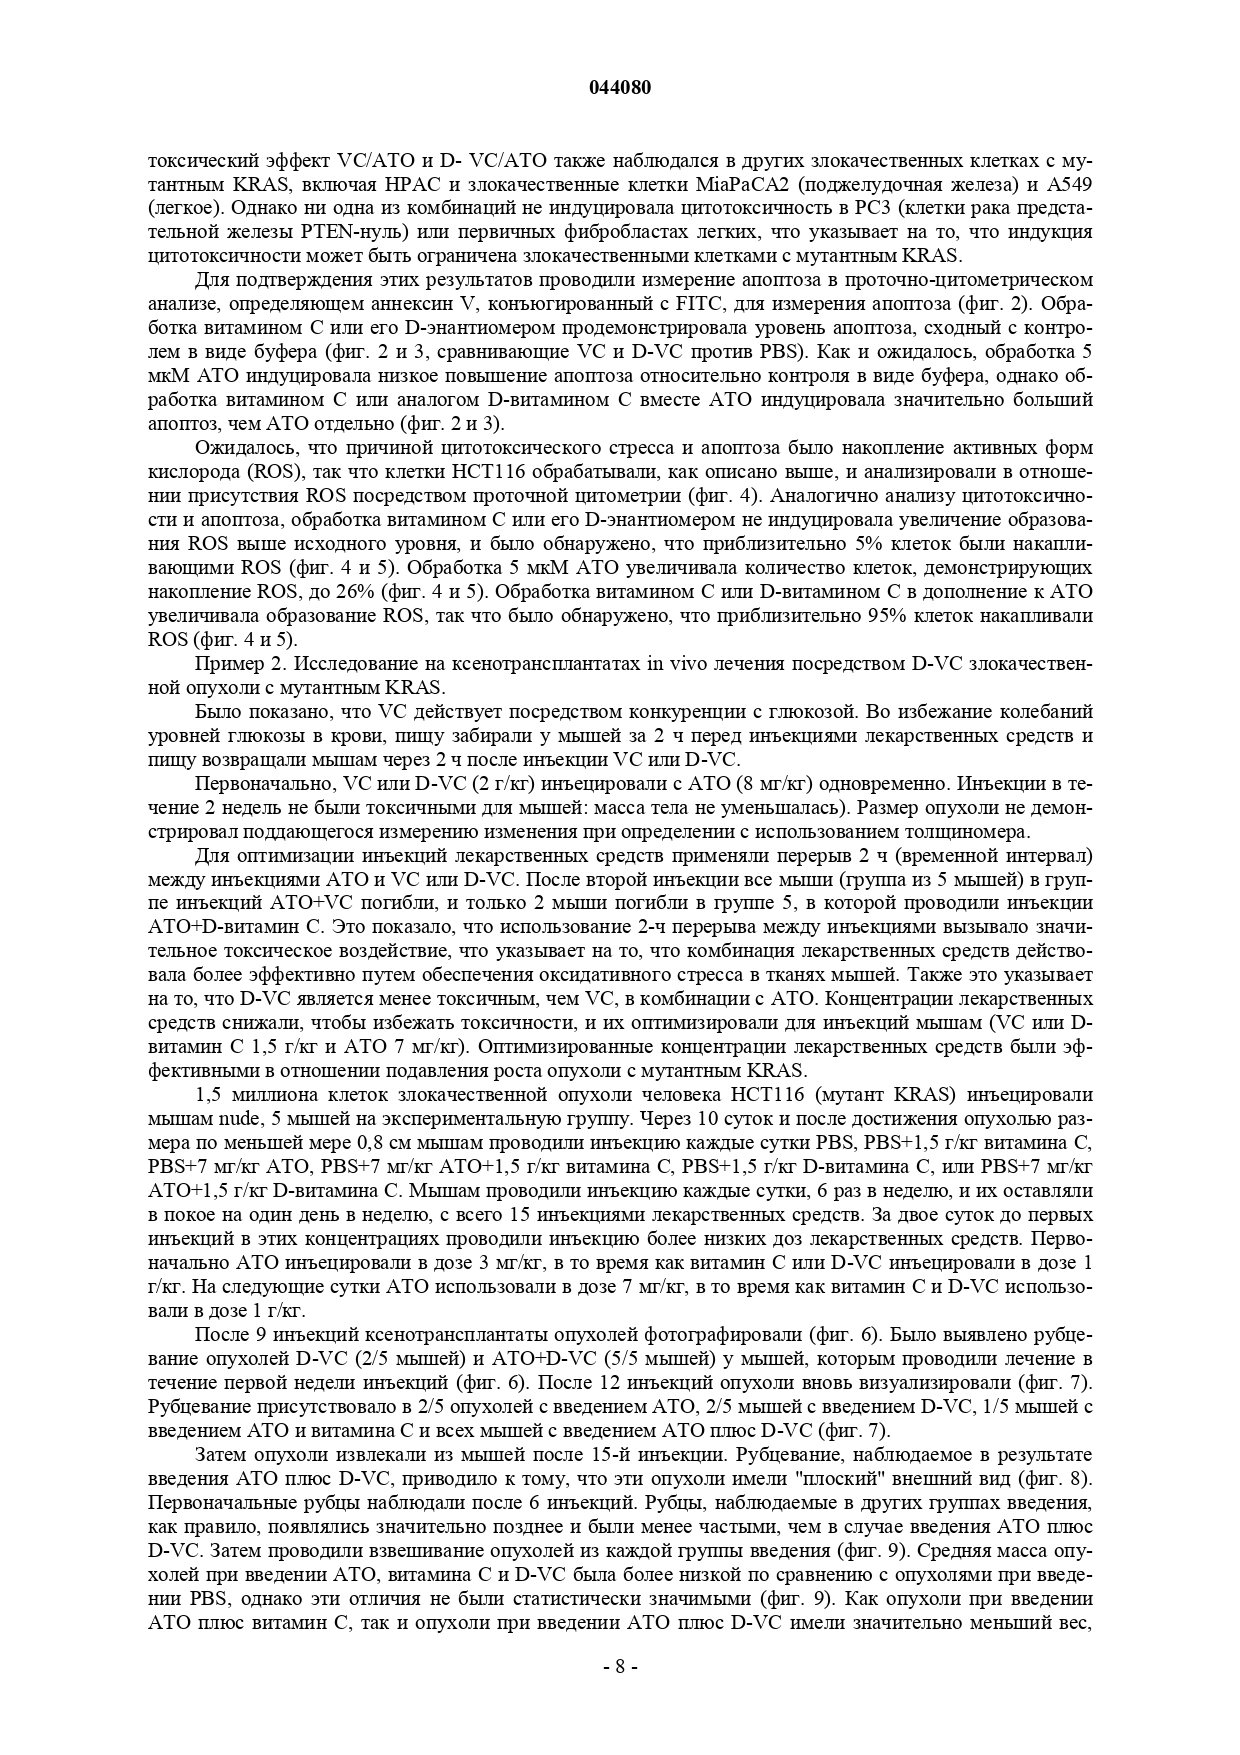 044080
токсический эффект VC/ATO и D- VC/ATO также наблюдался в других злокачественных клетках с му-
тантным KRAS, включая HPAC и злокачественные клетки MiaPaCA2 (поджелудочная железа) и A549
(легкое). Однако ни одна из комбинаций не индуцировала цитотоксичность в PC3 (клетки рака предста-
тельной железы PTEN-нуль) или первичных фибробластах легких, что указывает на то, что индукция
цитотоксичности может быть ограничена злокачественными клетками с мутантным KRAS.
Для подтверждения этих результатов проводили измерение апоптоза в проточно-цитометрическом
анализе, определяющем аннексин V, конъюгированный с FITC, для измерения апоптоза (фиг. 2). Обра-
ботка витамином C или его D-энантиомером продемонстрировала уровень апоптоза, сходный с контро-
лем в виде буфера (фиг. 2 и 3, сравнивающие VC и D-VC против PBS). Как и ожидалось, обработка 5
мкМ ATO индуцировала низкое повышение апоптоза относительно контроля в виде буфера, однако об-
работка витамином C или аналогом D-витамином C вместе ATO индуцировала значительно больший
апоптоз, чем ATO отдельно (фиг. 2 и 3).
Ожидалось, что причиной цитотоксического стресса и апоптоза было накопление активных форм
кислорода (ROS), так что клетки HCT116 обрабатывали, как описано выше, и анализировали в отноше-
нии присутствия ROS посредством проточной цитометрии (фиг. 4). Аналогично анализу цитотоксично-
сти и апоптоза, обработка витамином C или его D-энантиомером не индуцировала увеличение образова-
ния ROS выше исходного уровня, и было обнаружено, что приблизительно 5% клеток были накапли-
вающими ROS (фиг. 4 и 5). Обработка 5 мкМ ATO увеличивала количество клеток, демонстрирующих
накопление ROS, до 26% (фиг. 4 и 5). Обработка витамином C или D-витамином C в дополнение к ATO
увеличивала образование ROS, так что было обнаружено, что приблизительно 95% клеток накапливали
ROS (фиг. 4 и 5).
Пример 2. Исследование на ксенотрансплантатах in vivo лечения посредством D-VC злокачествен-
ной опухоли с мутантным KRAS.
Было показано, что VC действует посредством конкуренции с глюкозой. Во избежание колебаний
уровней глюкозы в крови, пищу забирали у мышей за 2 ч перед инъекциями лекарственных средств и
пищу возвращали мышам через 2 ч после инъекции VC или D-VC.
Первоначально, VC или D-VC (2 г/кг) инъецировали с ATO (8 мг/кг) одновременно. Инъекции в те-
чение 2 недель не были токсичными для мышей: масса тела не уменьшалась). Размер опухоли не демон-
стрировал поддающегося измерению изменения при определении с использованием толщиномера.
Для оптимизации инъекций лекарственных средств применяли перерыв 2 ч (временной интервал)
между инъекциями ATO и VC или D-VC. После второй инъекции все мыши (группа из 5 мышей) в груп-
пе инъекций ATO+VC погибли, и только 2 мыши погибли в группе 5, в которой проводили инъекции
ATO+D-витамин C. Это показало, что использование 2-ч перерыва между инъекциями вызывало значи-
тельное токсическое воздействие, что указывает на то, что комбинация лекарственных средств действо-
вала более эффективно путем обеспечения оксидативного стресса в тканях мышей. Также это указывает
на то, что D-VC является менее токсичным, чем VC, в комбинации с ATO. Концентрации лекарственных
средств снижали, чтобы избежать токсичности, и их оптимизировали для инъекций мышам (VC или D-
витамин C 1,5 г/кг и ATO 7 мг/кг). Оптимизированные концентрации лекарственных средств были эф-
фективными в отношении подавления роста опухоли с мутантным KRAS.
1,5 миллиона клеток злокачественной опухоли человека HCT116 (мутант KRAS) инъецировали
мышам nude, 5 мышей на экспериментальную группу. Через 10 суток и после достижения опухолью раз-
мера по меньшей мере 0,8 см мышам проводили инъекцию каждые сутки PBS, PBS+1,5 г/кг витамина C,
PBS+7 мг/кг ATO, PBS+7 мг/кг ATO+1,5 г/кг витамина C, PBS+1,5 г/кг D-витамина C, или PBS+7 мг/кг
ATO+1,5 г/кг D-витамина C. Мышам проводили инъекцию каждые сутки, 6 раз в неделю, и их оставляли
в покое на один день в неделю, с всего 15 инъекциями лекарственных средств. За двое суток до первых
инъекций в этих концентрациях проводили инъекцию более низких доз лекарственных средств. Перво-
начально ATO инъецировали в дозе 3 мг/кг, в то время как витамин C или D-VC инъецировали в дозе 1
г/кг. На следующие сутки ATO использовали в дозе 7 мг/кг, в то время как витамин C и D-VC использо-
вали в дозе 1 г/кг.
После 9 инъекций ксенотрансплантаты опухолей фотографировали (фиг. 6). Было выявлено рубце-
вание опухолей D-VC (2/5 мышей) и ATO+D-VC (5/5 мышей) у мышей, которым проводили лечение в
течение первой недели инъекций (фиг. 6). После 12 инъекций опухоли вновь визуализировали (фиг. 7).
Рубцевание присутствовало в 2/5 опухолей с введением ATO, 2/5 мышей с введением D-VC, 1/5 мышей с
введением ATO и витамина C и всех мышей с введением ATO плюс D-VC (фиг. 7).
Затем опухоли извлекали из мышей после 15-й инъекции. Рубцевание, наблюдаемое в результате
введения ATO плюс D-VC, приводило к тому, что эти опухоли имели "плоский" внешний вид (фиг. 8).
Первоначальные рубцы наблюдали после 6 инъекций. Рубцы, наблюдаемые в других группах введения,
как правило, появлялись значительно позднее и были менее частыми, чем в случае введения ATO плюс
D-VC. Затем проводили взвешивание опухолей из каждой группы введения (фиг. 9). Средняя масса опу-
холей при введении ATO, витамина C и D-VC была более низкой по сравнению с опухолями при введе-
нии PBS, однако эти отличия не были статистически значимыми (фиг. 9). Как опухоли при введении
ATO плюс витамин C, так и опухоли при введении ATO плюс D-VC имели значительно меньший вес,
- 8 -